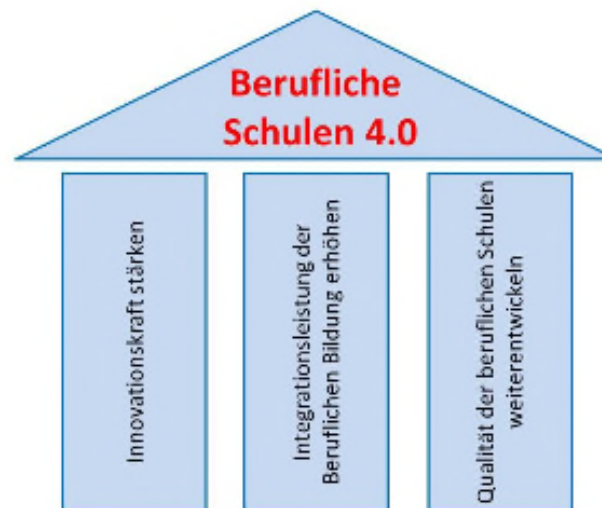 Berufliche
Schulen 4.0
Innovationskraft stärken
Integrationsleistung der
Beruflichen Bildung erhöhen
Qualität der beruflichen Schulen
weiterentwickeln